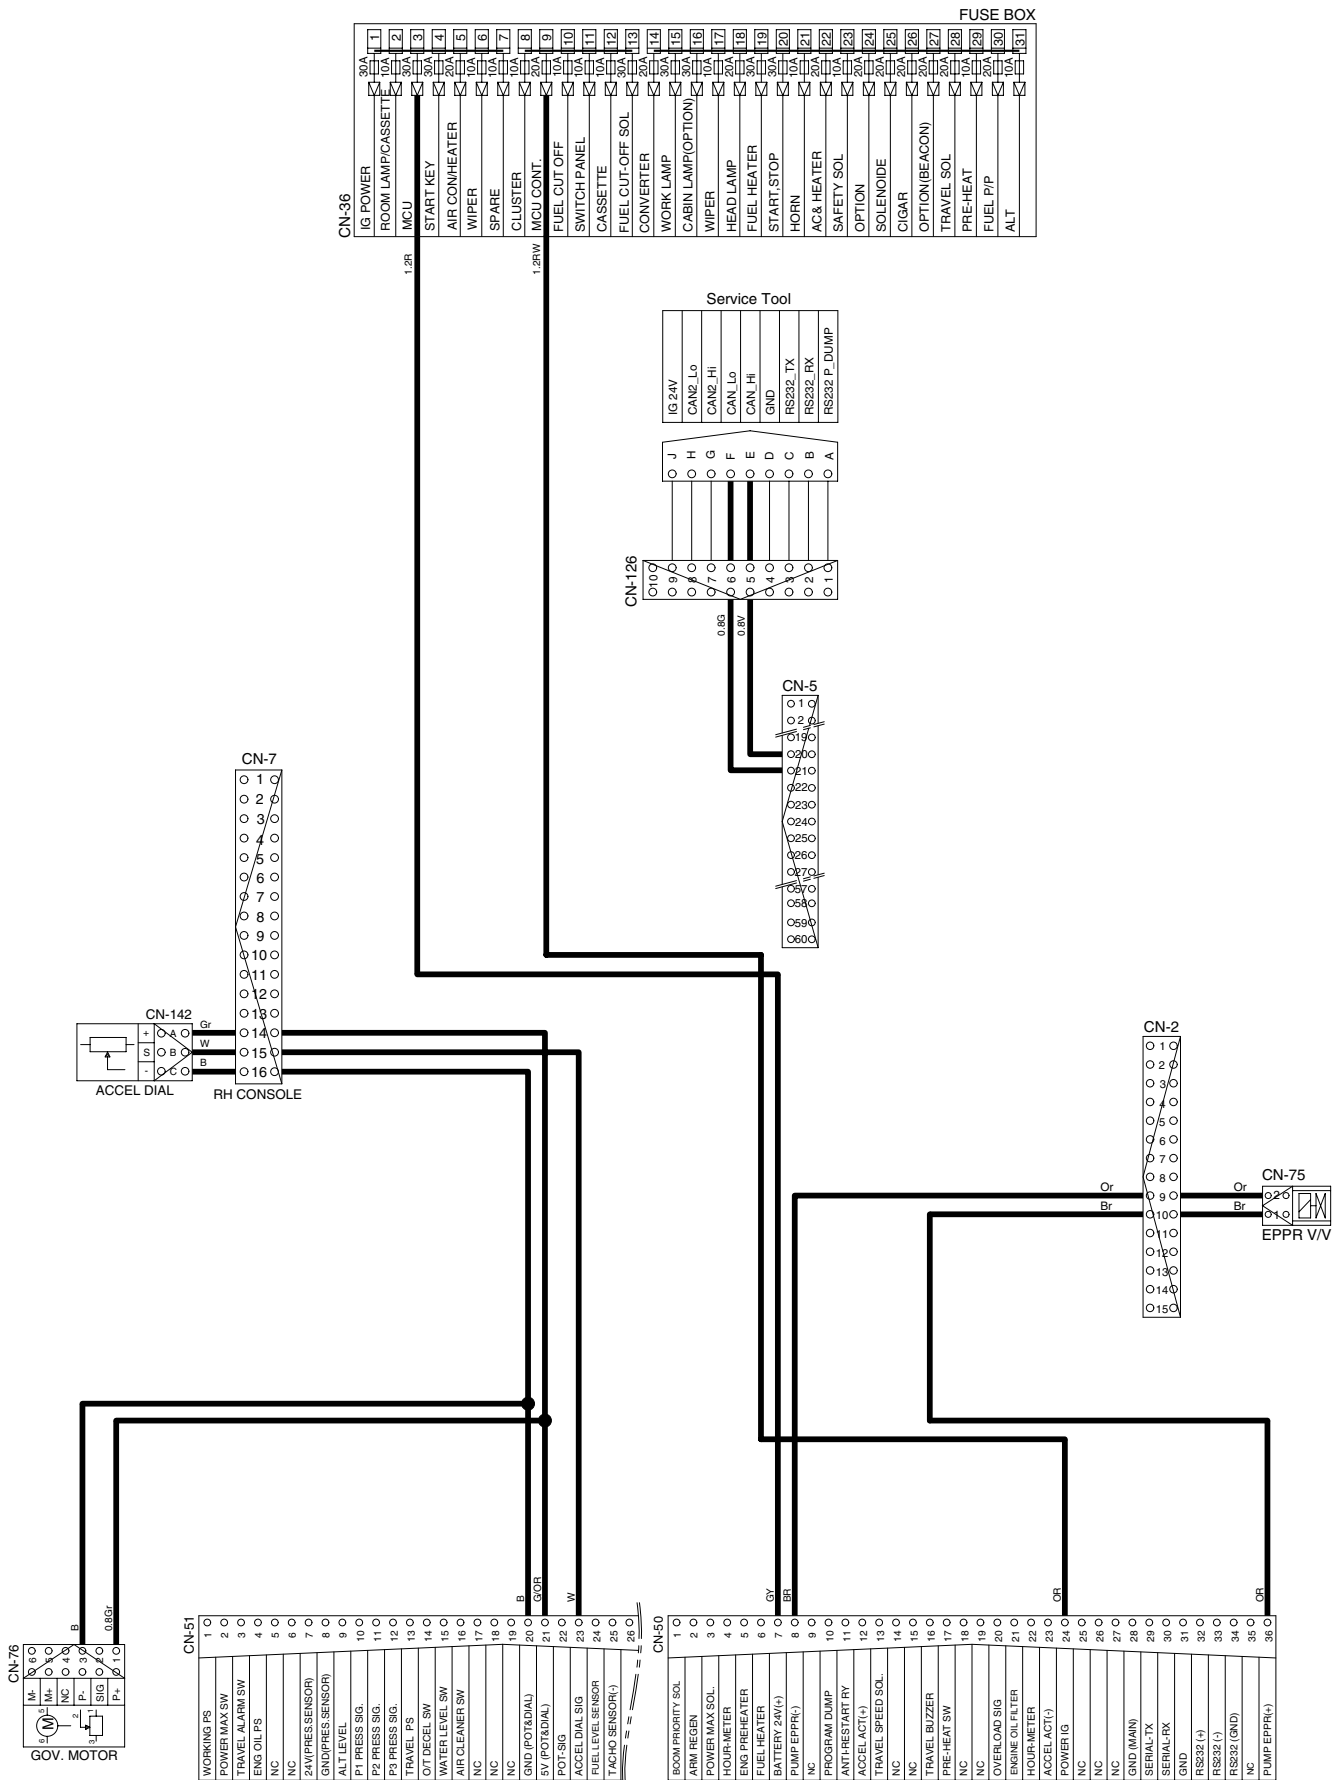 FUSE BOX
CN-36
1 2 3 4 5 6 7 8 9 10 11 12 13 14 15 16 17 18 19 20 21 22 23 24 25 26 27 28 29 30 31
30A 10A 30A 30A 20A 10A 10A 10A 20A 10A 10A 10A 30A 20A 20A 10A 10A 20A 20A 10A 10A 20A 20A 20A 10A 20A 20A 20A 10A 20A 10A
IG POWER
ROOM LAMP/CASSETTE
MCU
START KEY
AIR CON/HEATER
WIPER
SPARE
CLUSTER
MCU CONT.
FUEL CUT OFF
SWITCH PANEL
CASSETTE
FUEL CUT-OFF SOL
CONVERTER
WORK LAMP
CABIN LAMP(OPTION)
WIPER
HEAD LAMP
FUEL HEATER
START,STOP
HORN
AC& HEATER
SAFETY SOL
OPTION
SOLENOIDE
CIGAR
OPTION(BEACON)
TRAVEL SOL
PRE-HEAT
FUEL P/P
ALT
1.2R
1.2RW
Service Tool
IG 24V
CAN2_Lo
CAN2_Hi
CAN_Lo
CAN_Hi
GND
RS232_TX
RS232_RX
RS232 P_DUMP
J H G F E D C B A
CN-126
10 9 8 7 6 5 4 3 2 1
0.8G
0.8V
CN-5
1
2
19
20
21
22
23
24
25
26
27
57
58
59
60
CN-7
1
2
3
4
5
6
7
8
9
10
11
12
13
14
15
16
RH CONSOLE
CN-142
+ A Gr
S B W
- C B
ACCEL DIAL
CN-2
1
2
3
4
5
6
7
8
9
10
11
12
13
14
15
Or
Br
Or
Br
CN-75
2
1
EPPR V/V
B
0.8Gr
CN-76
6 5 4 3 2 1
M-
M+
NC
P-
SIG
P+
M
6 5
2 1
3
GOV. MOTOR
B
G/OR
W
CN-51
1 2 3 4 5 6 7 8 9 10 11 12 13 14 15 16 17 18 19 20 21 22 23 24 25 26
WORKING PS
POWER MAX SW
TRAVEL ALARM SW
ENG OIL PS
NC
NC
24V(PRES.SENSOR)
GND(PRES.SENSOR)
ALT LEVEL
P1 PRESS SIG.
P2 PRESS SIG.
P3 PRESS SIG.
TRAVEL PS
O/T DECEL SW
WATER LEVEL SW
AIR CLEANER SW
NC
NC
NC
GND (POT&DIAL)
5V (POT&DIAL)
POT-SIG
ACCEL DIAL SIG
FUEL LEVEL SENSOR
TACHO SENSOR(-)
GY
BR
OR
OR
CN-50
1 2 3 4 5 6 7 8 9 10 11 12 13 14 15 16 17 18 19 20 21 22 23 24 25 26 27 28 29 30 31 32 33 34 35 36
BOOM PRIORITY SOL
ARM REGEN
POWER MAX SOL.
HOUR-METER
ENG PREHEATER
FUEL HEATER
BATTERY 24V(+)
PUMP EPPR(-)
NC
PROGRAM DUMP
ANTI-RESTART RY
ACCEL ACT(+)
TRAVEL SPEED SOL.
NC
NC
TRAVEL BUZZER
PRE-HEAT SW
NC
NC
OVERLOAD SIG
ENGINE OIL FILTER
HOUR-METER
ACCEL ACT(-)
POWER IG
NC
NC
NC
GND (MAIN)
SERIAL-TX
SERIAL-RX
GND
RS232 (+)
RS232 (-)
RS232 (GND)
NC
PUMP EPPR(+)